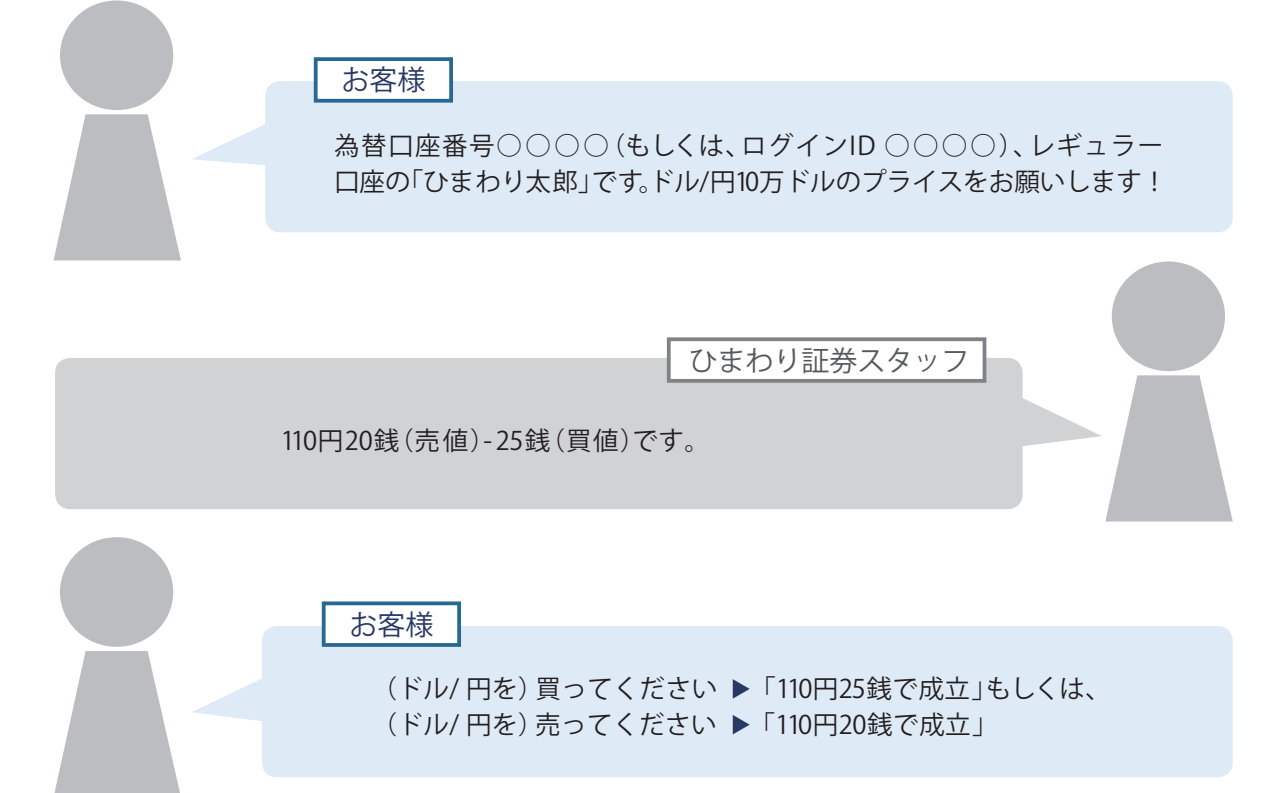 お客様
為替口座番号○○○○（もしくは、ログインID ○○○○）、レギュラー
口座の「ひまわり太郎」です。ドル/円10万ドルのプライスをお願いします！
ひまわり証券スタッフ
110円20銭（売値）- 25銭（買値）です。
お客様
（ドル/ 円を）買ってください ▶「110円25銭で成立」もしくは、
（ドル/ 円を）売ってください ▶「110円20銭で成立」